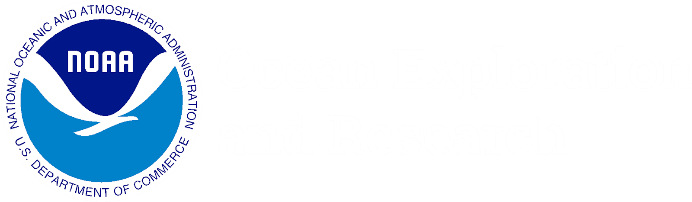 NATIONAL OCEANIC AND ATMOSPHERIC ADMINISTRATION
NOAA
U.S. DEPARTMENT OF COMMERCE